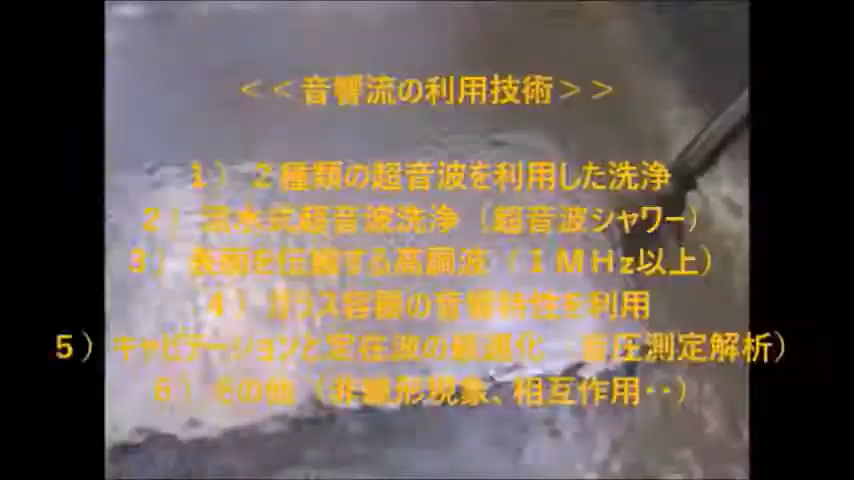 <<音響流の利用技術>>
1)2種類の超音波を利用した洗浄
2)流水式超音波洗浄(超音波シャワー)
3)表面を伝搬する高調波(1MHz以上)
4)ガラス容器の音響特性を利用
5)キャビテーションと定在波の最適化 (音圧測定解析)
6)その他(非線形現象、相互作用‥)